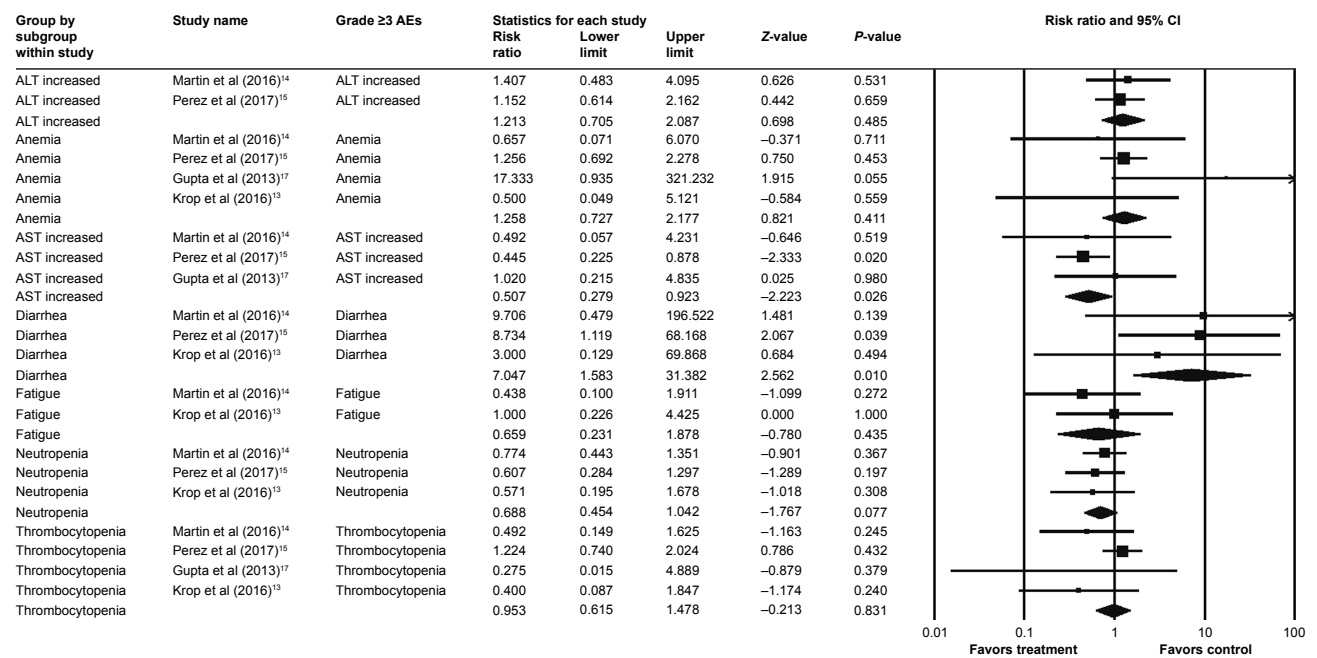 Group by subgroup within study Study name Grade ≥3 AEs Statistics for each study Risk ratio and 95% CI
Risk ratio Lower limit Upper limit Z-value P-value
ALT increased Martin et al (2016)¹⁴ ALT increased 1.407 0.483 4.095 0.626 0.531
ALT increased Perez et al (2017)¹⁵ ALT increased 1.152 0.614 2.162 0.442 0.659
ALT increased 1.213 0.705 2.087 0.698 0.485
Anemia Martin et al (2016)¹⁴ Anemia 0.657 0.071 6.070 –0.371 0.711
Anemia Perez et al (2017)¹⁵ Anemia 1.256 0.692 2.278 0.750 0.453
Anemia Gupta et al (2013)¹⁷ Anemia 17.333 0.935 321.232 1.915 0.055
Anemia Krop et al (2016)¹³ Anemia 0.500 0.049 5.121 –0.584 0.559
Anemia 1.258 0.727 2.177 0.821 0.411
AST increased Martin et al (2016)¹⁴ AST increased 0.492 0.057 4.231 –0.646 0.519
AST increased Perez et al (2017)¹⁵ AST increased 0.445 0.225 0.878 –2.333 0.020
AST increased Gupta et al (2013)¹⁷ AST increased 1.020 0.215 4.835 0.025 0.980
AST increased 0.507 0.279 0.923 –2.223 0.026
Diarrhea Martin et al (2016)¹⁴ Diarrhea 9.706 0.479 196.522 1.481 0.139
Diarrhea Perez et al (2017)¹⁵ Diarrhea 8.734 1.119 68.168 2.067 0.039
Diarrhea Krop et al (2016)¹³ Diarrhea 3.000 0.129 69.868 0.684 0.494
Diarrhea 7.047 1.583 31.382 2.562 0.010
Fatigue Martin et al (2016)¹⁴ Fatigue 0.438 0.100 1.911 –1.099 0.272
Fatigue Krop et al (2016)¹³ Fatigue 1.000 0.226 4.425 0.000 1.000
Fatigue 0.659 0.231 1.878 –0.780 0.435
Neutropenia Martin et al (2016)¹⁴ Neutropenia 0.774 0.443 1.351 –0.901 0.367
Neutropenia Perez et al (2017)¹⁵ Neutropenia 0.607 0.284 1.297 –1.289 0.197
Neutropenia Krop et al (2016)¹³ Neutropenia 0.571 0.195 1.678 –1.018 0.308
Neutropenia 0.688 0.454 1.042 –1.767 0.077
Thrombocytopenia Martin et al (2016)¹⁴ Thrombocytopenia 0.492 0.149 1.625 –1.163 0.245
Thrombocytopenia Perez et al (2017)¹⁵ Thrombocytopenia 1.224 0.740 2.024 0.786 0.432
Thrombocytopenia Gupta et al (2013)¹⁷ Thrombocytopenia 0.275 0.015 4.889 –0.879 0.379
Thrombocytopenia Krop et al (2016)¹³ Thrombocytopenia 0.400 0.087 1.847 –1.174 0.240
Thrombocytopenia 0.953 0.615 1.478 –0.213 0.831
0.01 0.1 1 10 100
Favors treatment Favors control